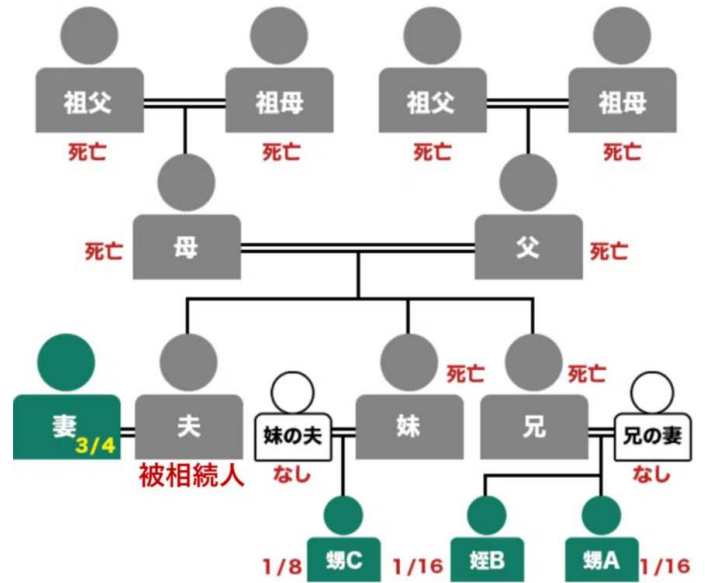 祖父
祖母
祖父
祖母
死亡
死亡
死亡
死亡
死亡
母
父
死亡
死亡
死亡
妻
3/4
夫
妹の夫
妹
兄
兄の妻
被相続人
なし
なし
1/8
甥C
1/16
姪B
甥A
1/16